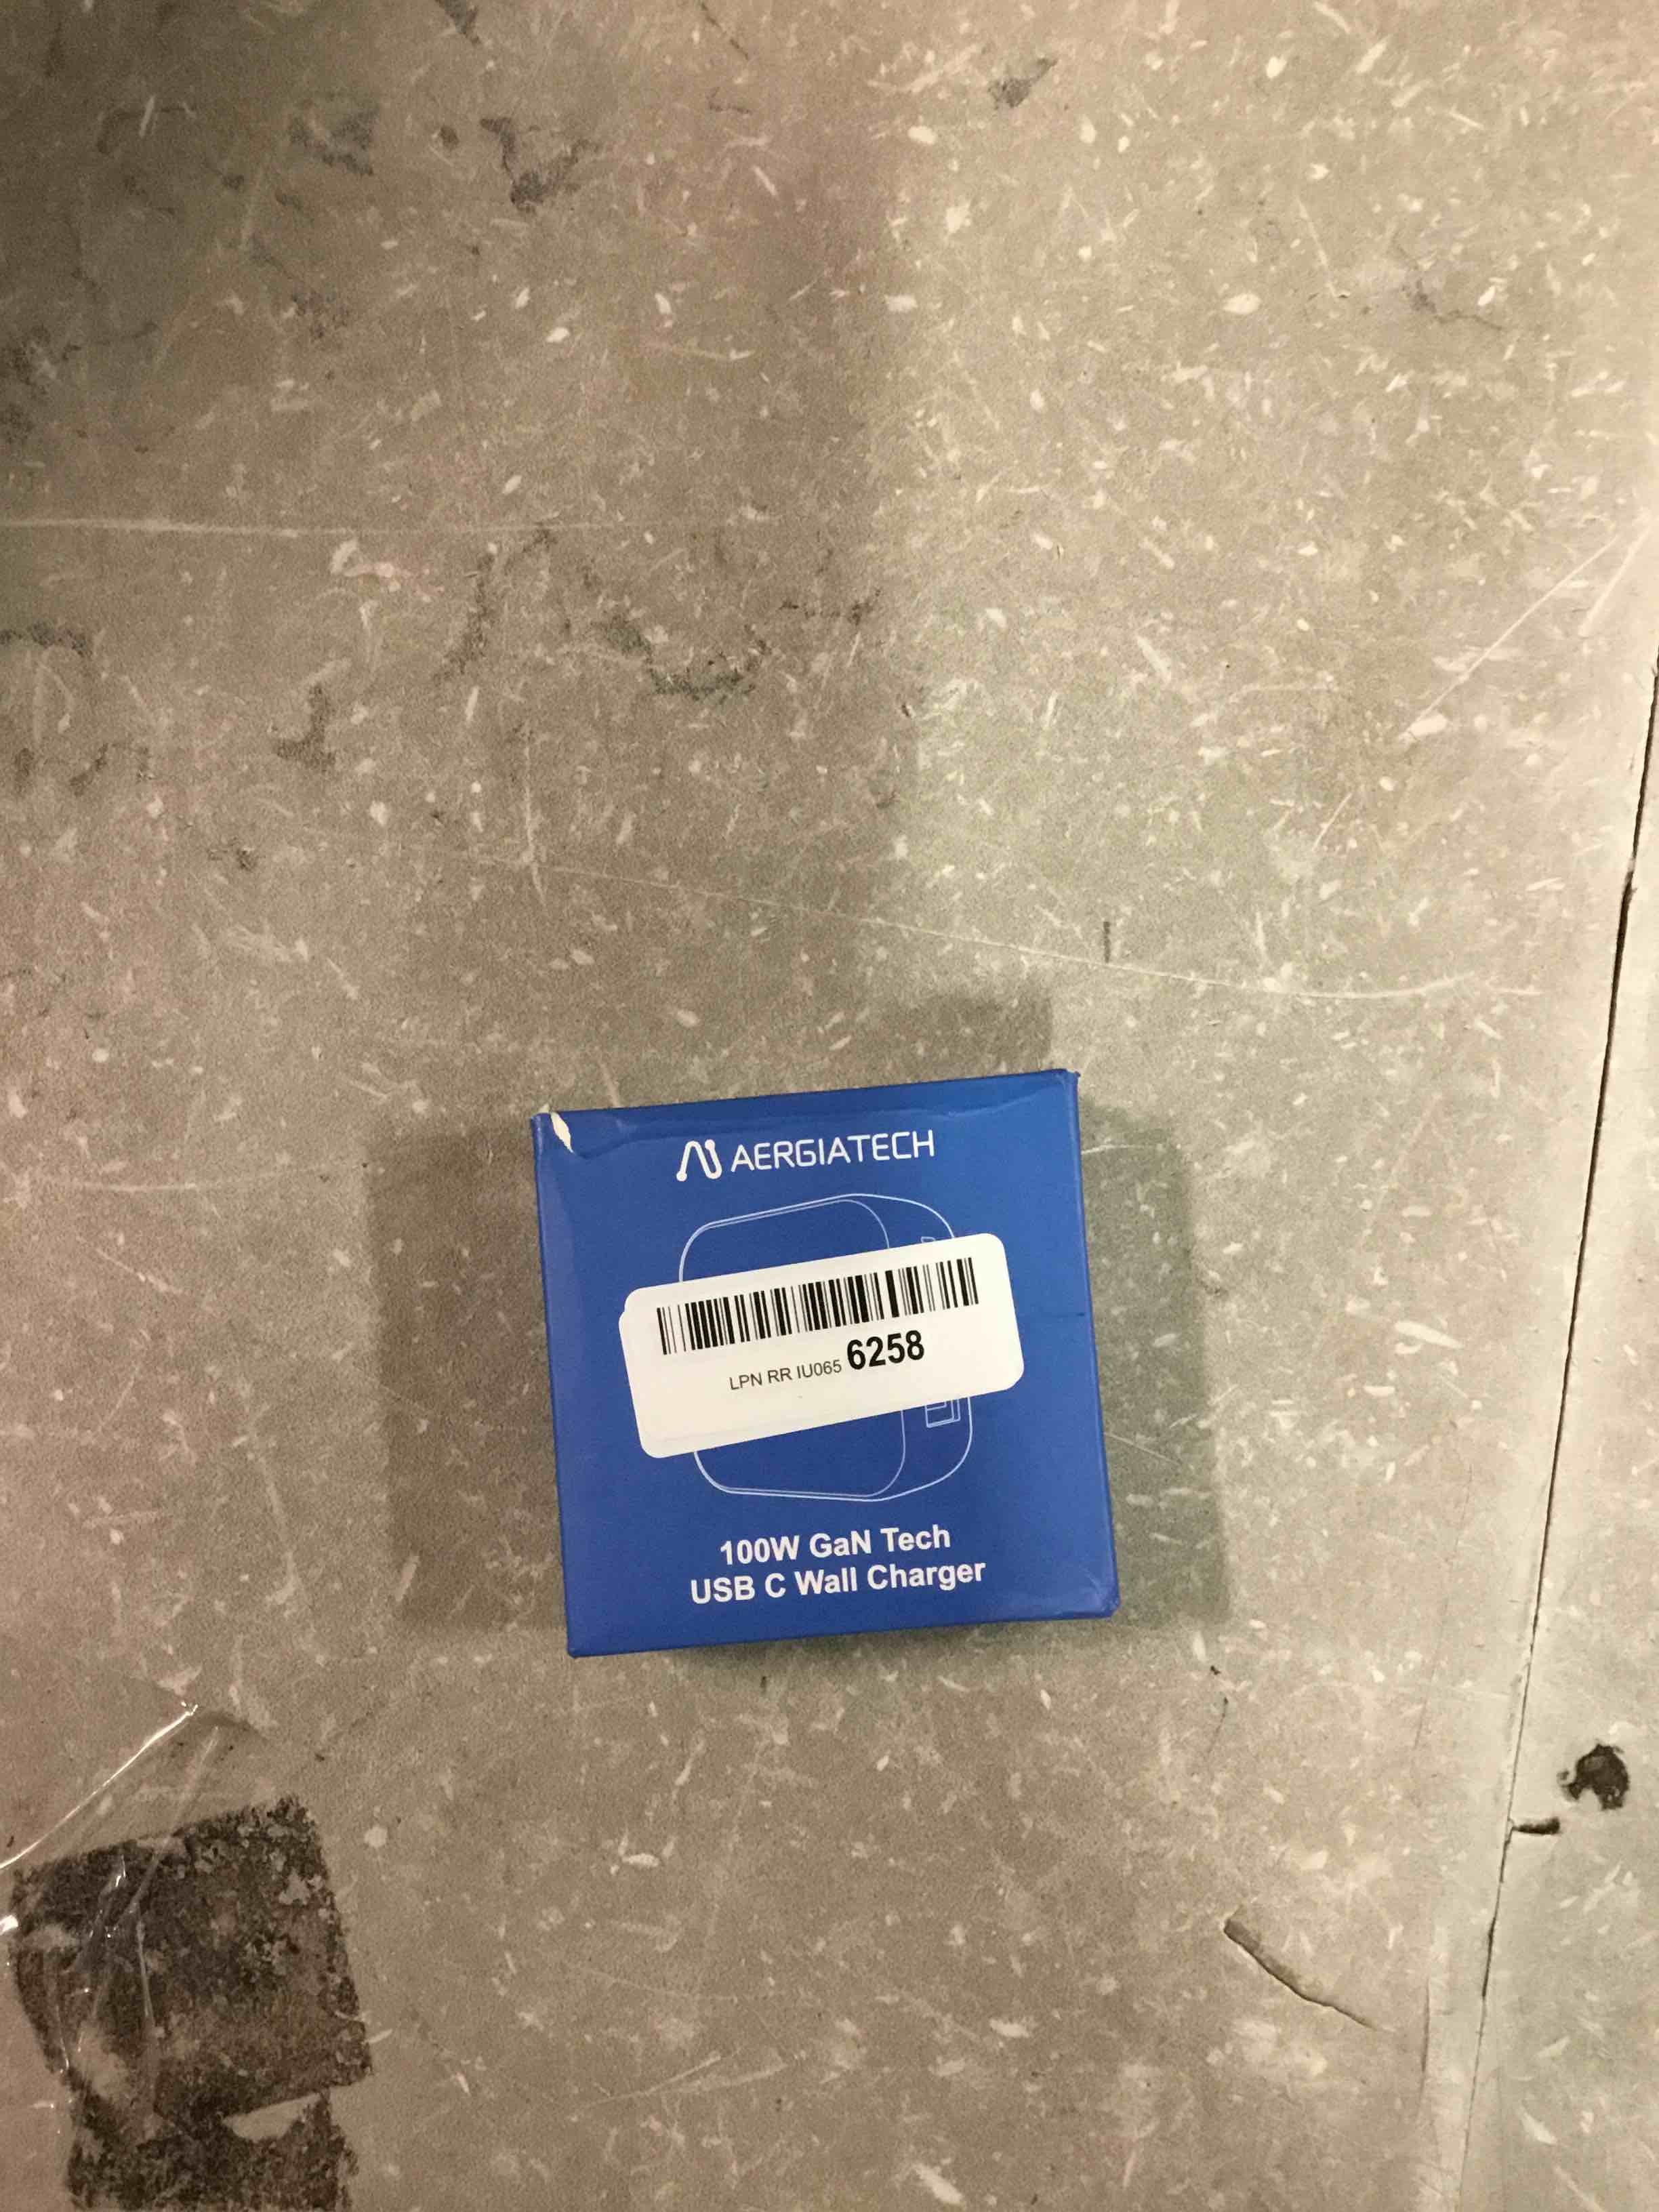 AERGIATECH
LPN RR IU065 6258
100W GaN Tech
USB C Wall Charger